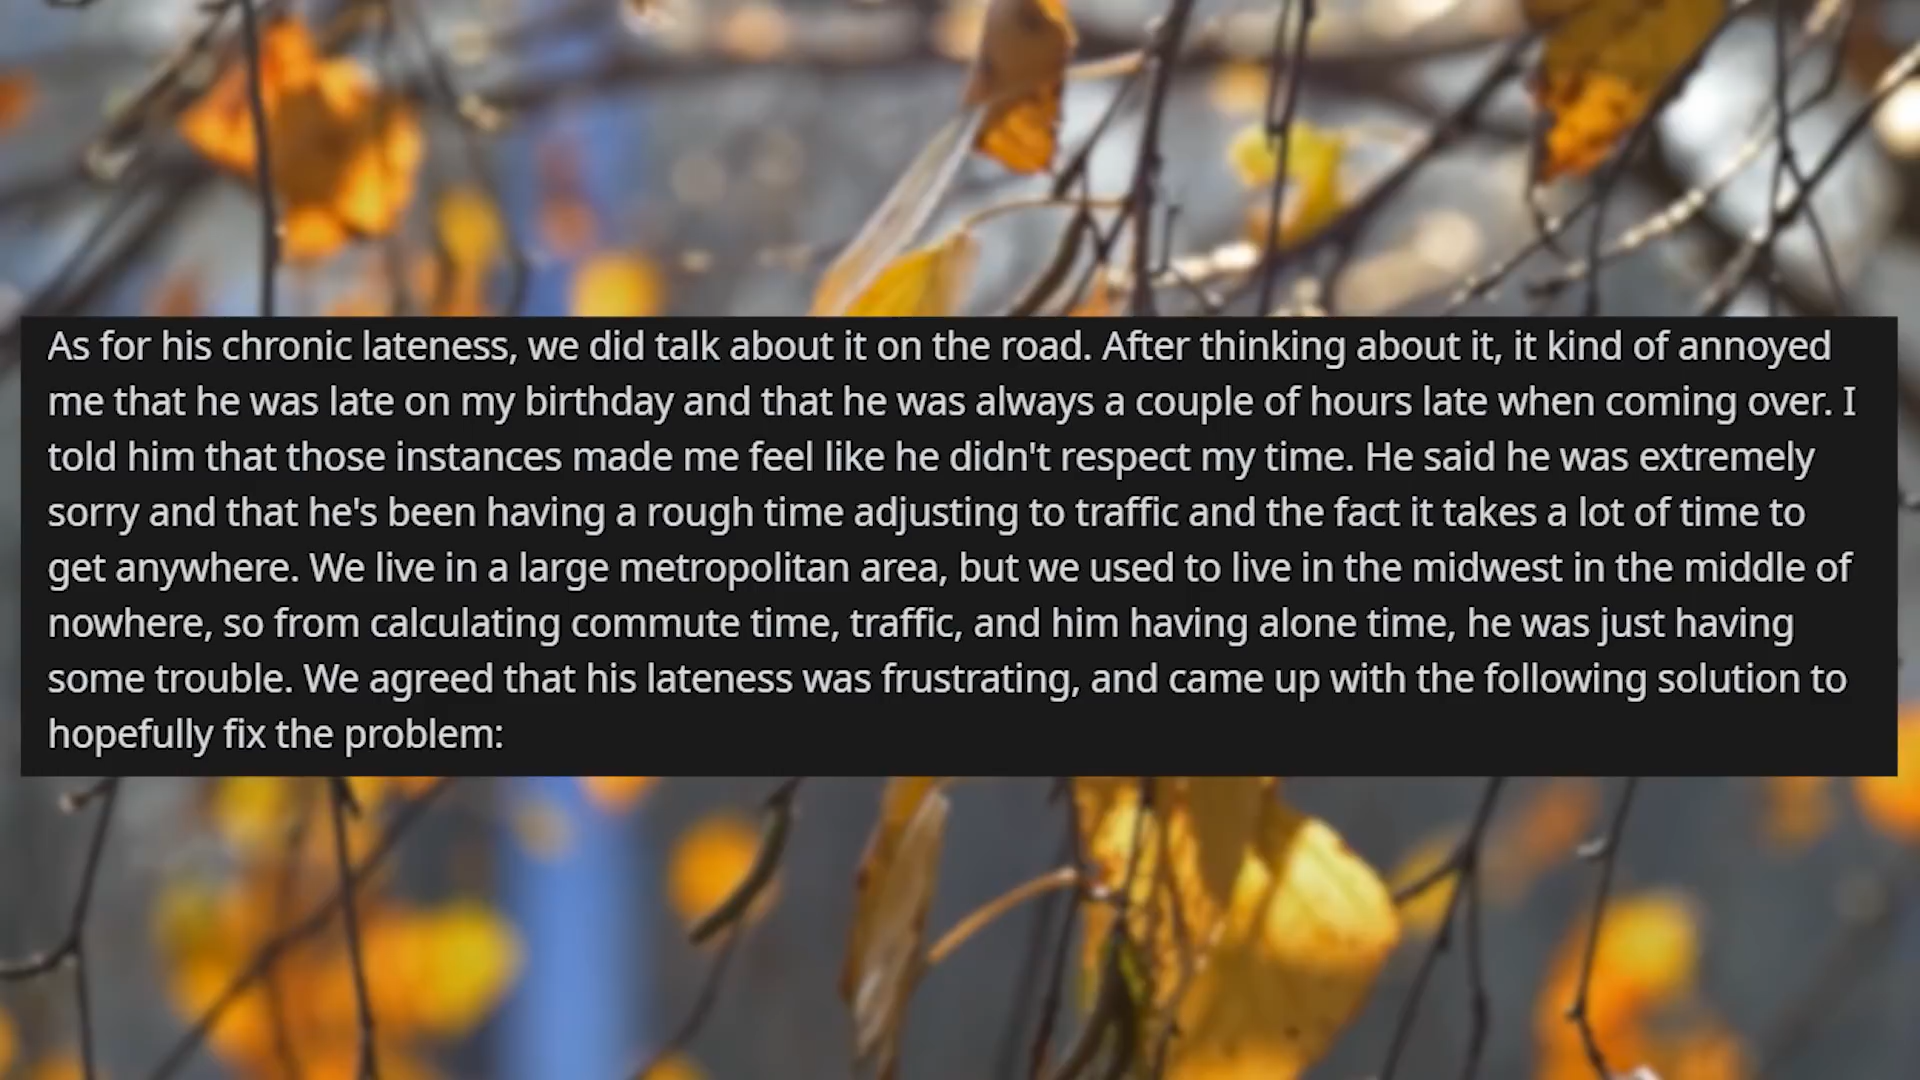 As for his chronic lateness, we did talk about it on the road. After thinking about it, it kind of annoyed
me that he was late on my birthday and that he was always a couple of hours late when coming over. I
told him that those instances made me feel like he didn't respect my time. He said he was extremely
sorry and that he's been having a rough time adjusting to traffic and the fact it takes a lot of time to
get anywhere. We live in a large metropolitan area, but we used to live in the midwest in the middle of
nowhere, so from calculating commute time, traffic, and him having alone time, he was just having
some trouble. We agreed that his lateness was frustrating, and came up with the following solution to
hopefully fix the problem: